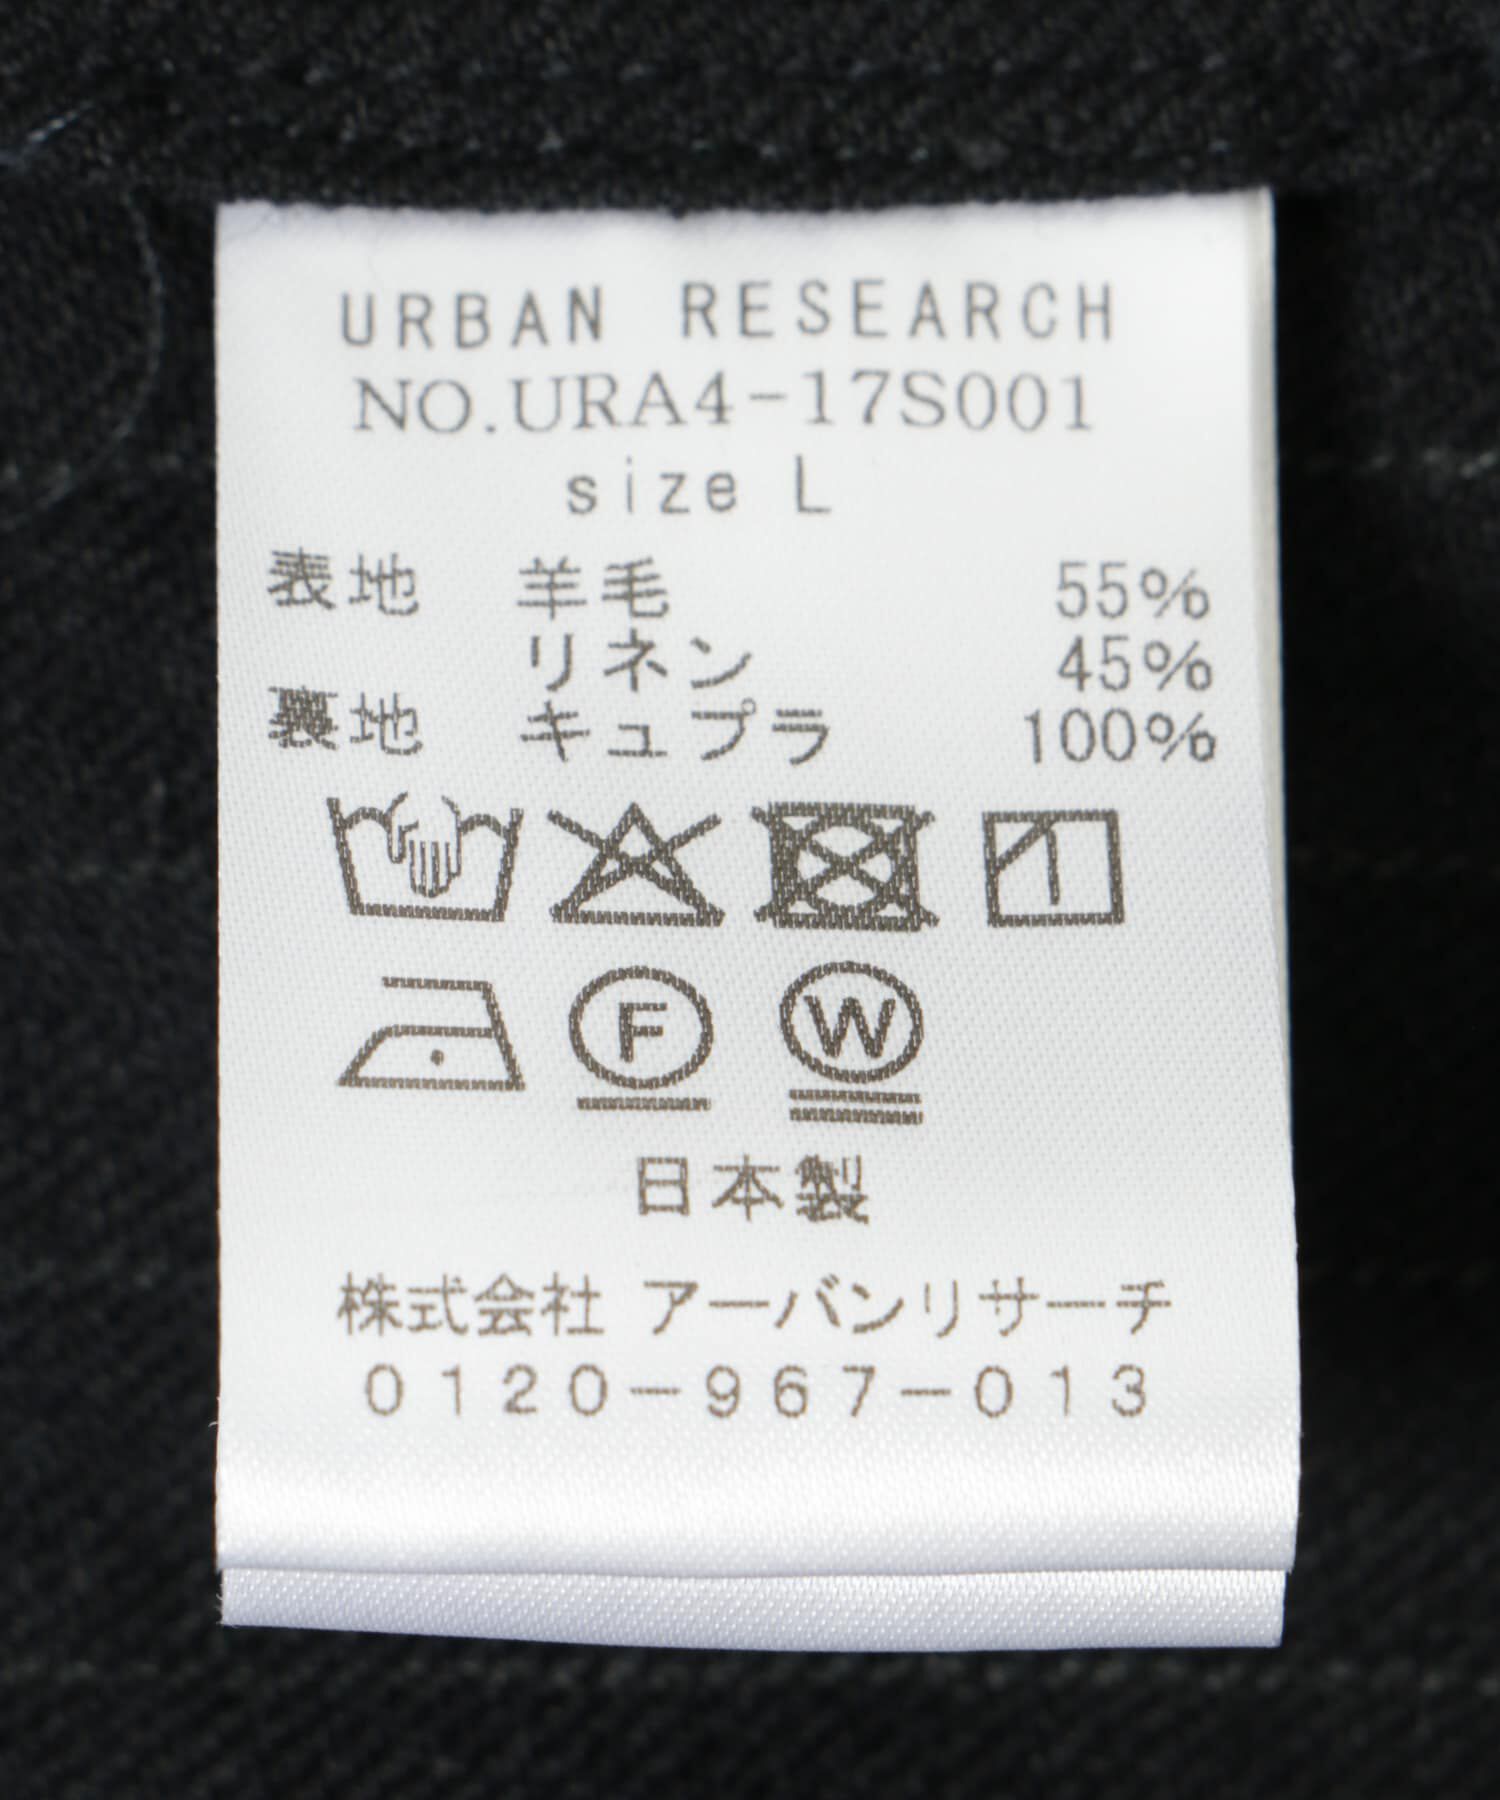 URBAN RESEARCH
NO.URA4-17S001
size L
表地 羊毛 55%
リネン 45%
裏地 キュプラ 100%
F W
日本製
株式会社 アーバンリサーチ
0120-967-013